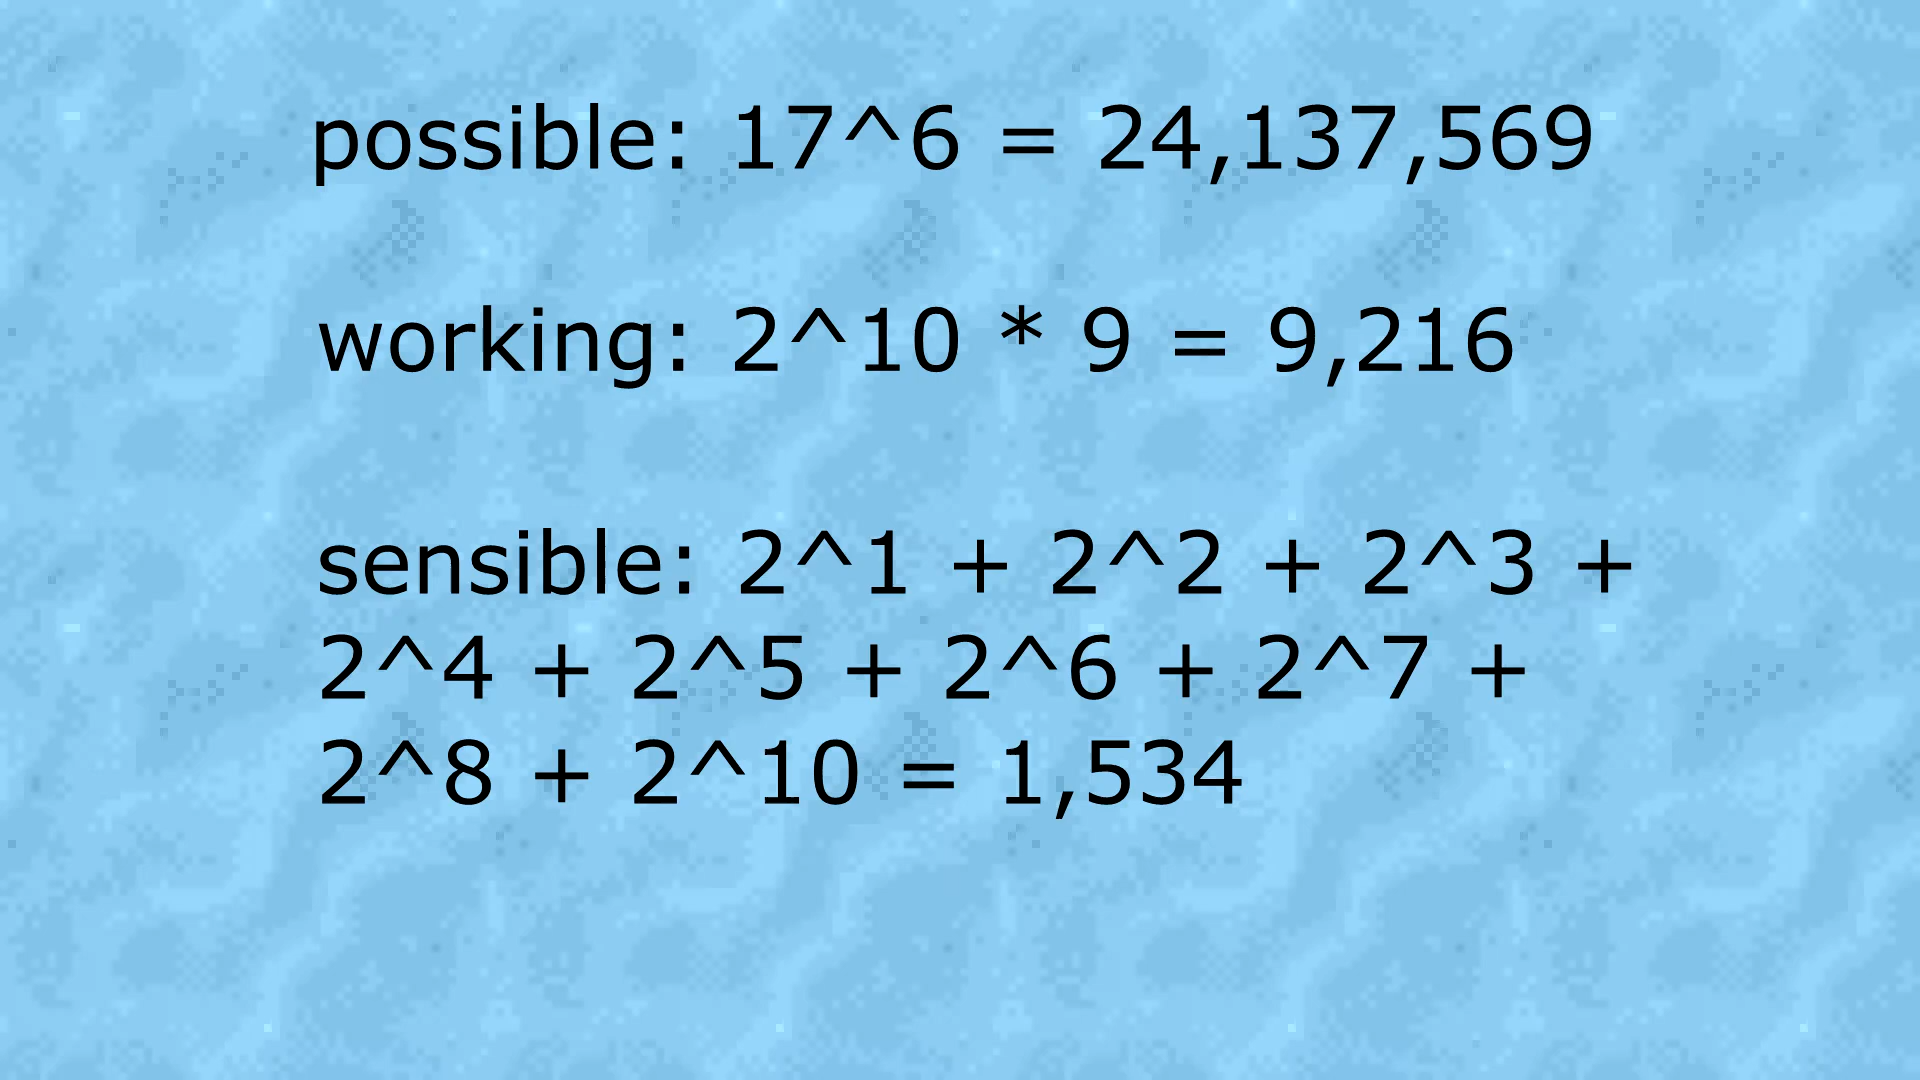 possible: 17^6 = 24,137,569
working: 2^10 * 9 = 9,216
sensible: 2^1 + 2^2 + 2^3 +
2^4 + 2^5 + 2^6 + 2^7 +
2^8 + 2^10 = 1,534